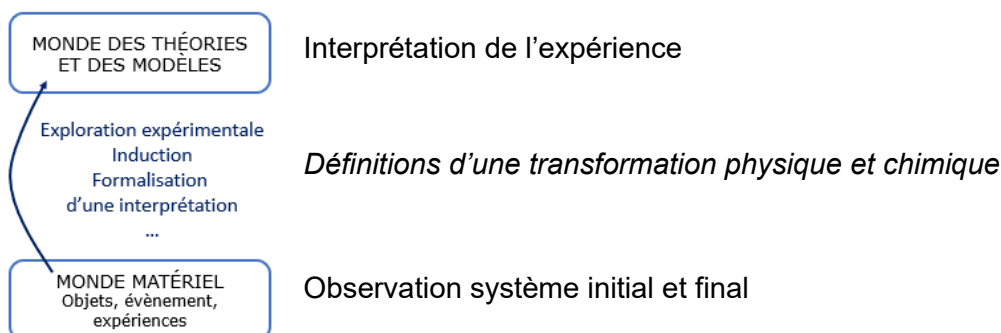 MONDE DES THÉORIES
ET DES MODÈLES
Interprétation de l’expérience
Exploration expérimentale
Induction
Formalisation
d’une interprétation
...
Définitions d’une transformation physique et chimique
MONDE MATÉRIEL
Objets, évènement,
expériences
Observation système initial et final